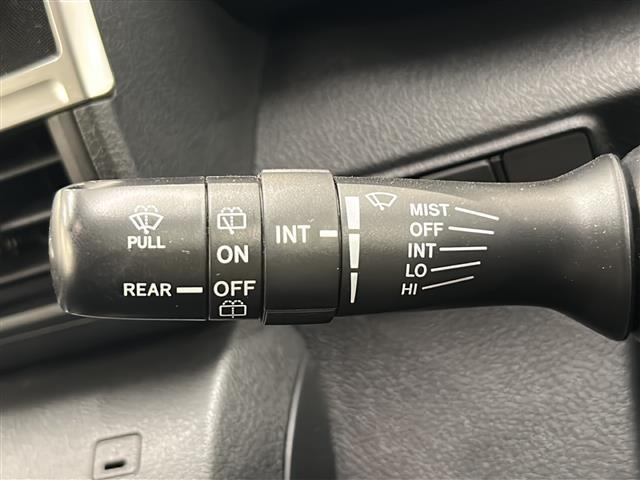 PULL
REAR
ON
OFF
INT
MIST
OFF
INT
LO
HI